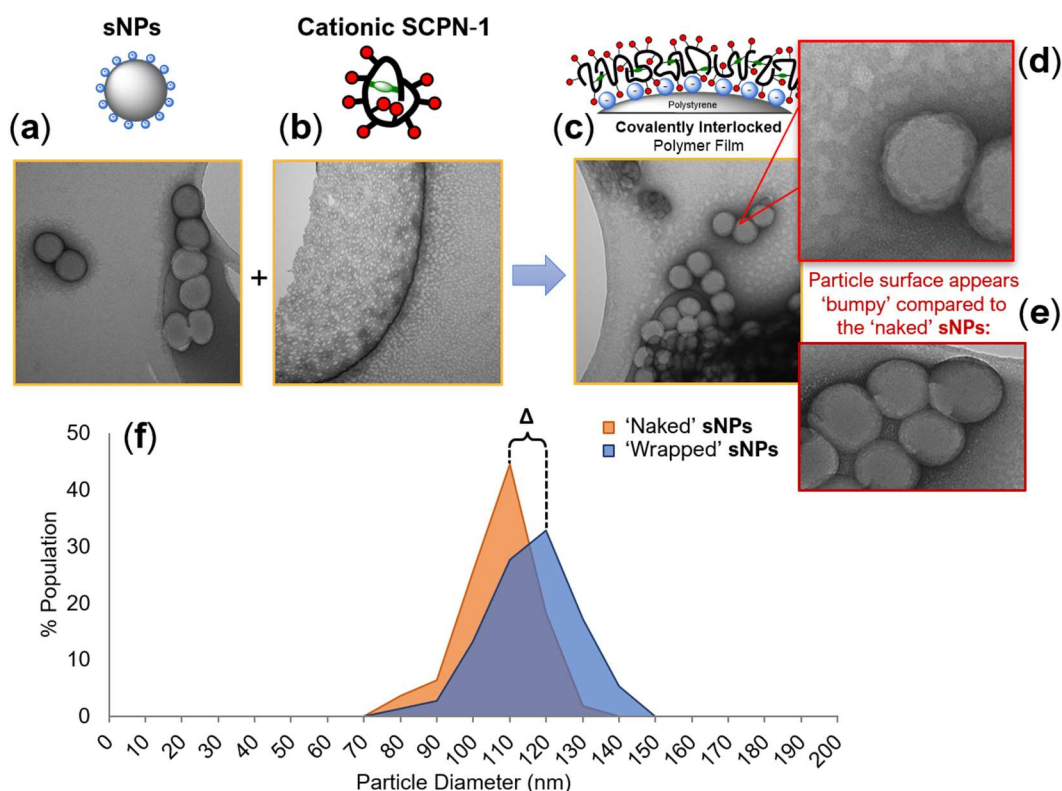 sNPs
Cationic SCPN-1
(a)
(b)
(c)
Polystyrene
Covalently Interlocked
Polymer Film
(d)
+
Particle surface appears
'bumpy' compared to
the 'naked' sNPs:
(e)
(f)
Δ
'Naked' sNPs
'Wrapped' sNPs
% Population
50
40
30
20
10
0
0 10 20 30 40 50 60 70 80 90 100 110 120 130 140 150 160 170 180 190 200
Particle Diameter (nm)